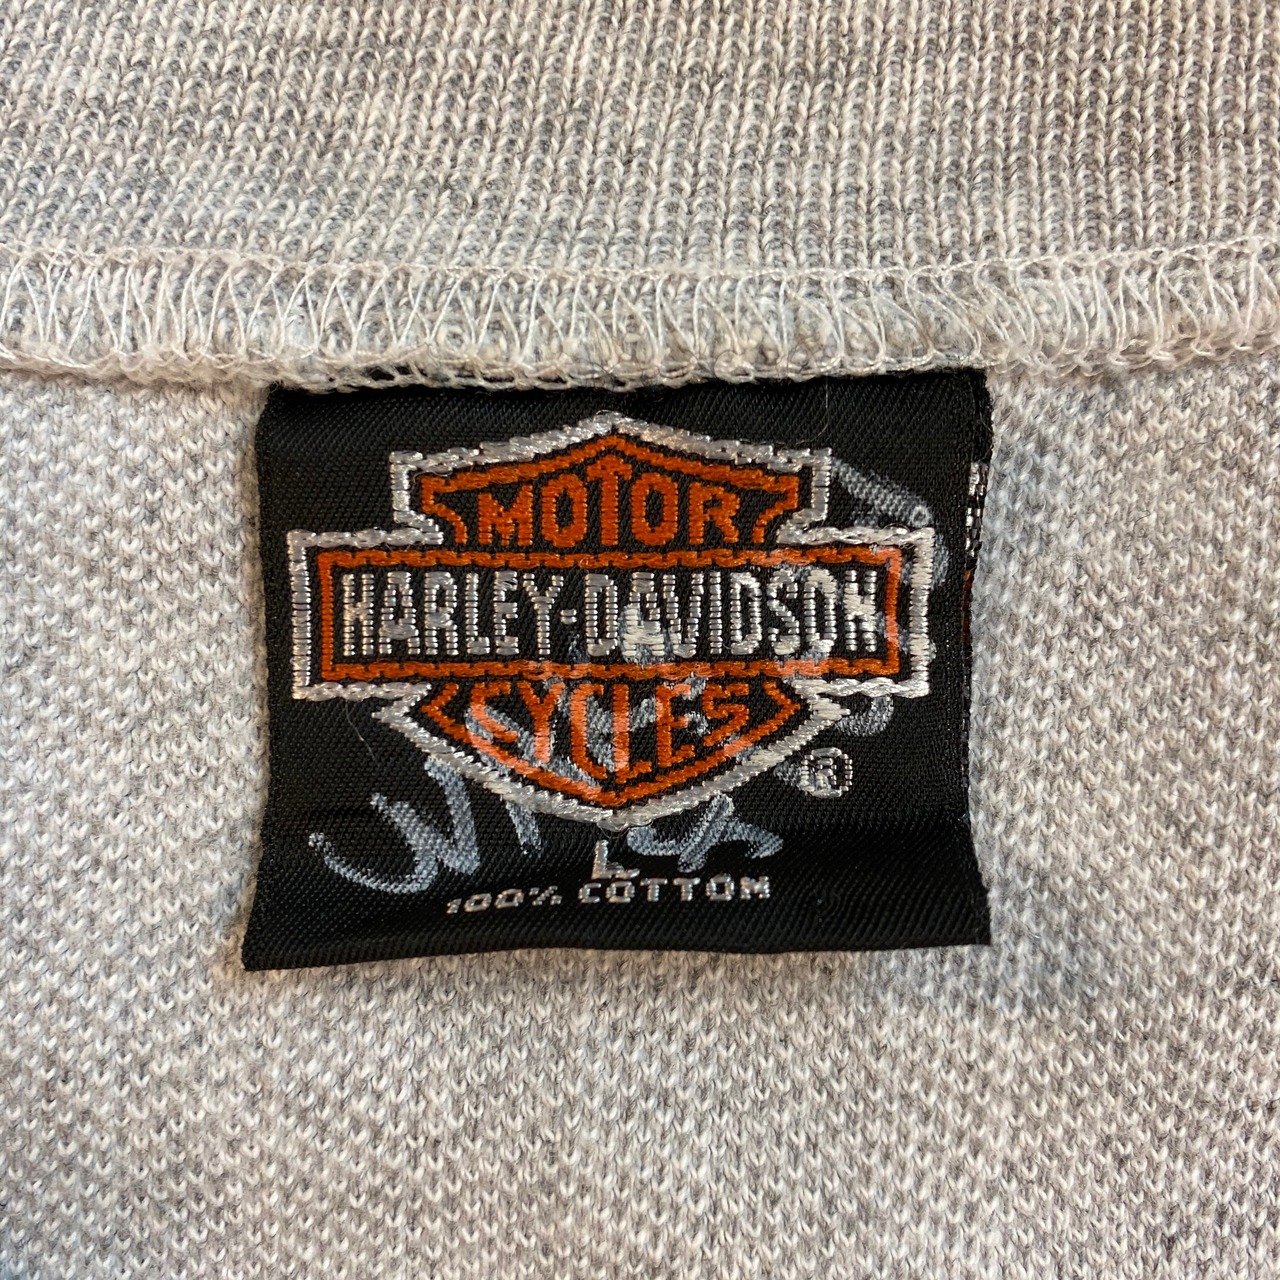 MOTOR
HARLEY-DAVIDSON
CYCLES
®
L
100% COTTON